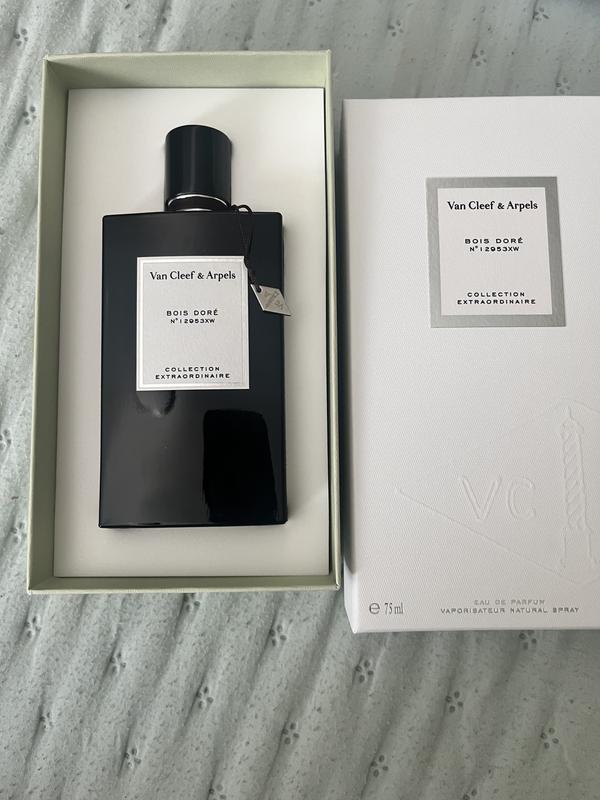 Van Cleef & Arpels
BOIS DORÉ
N°12953XW
COLLECTION
EXTRAORDINAIRE
Van Cleef & Arpels
BOIS DORÉ
N°12953XW
COLLECTION
EXTRAORDINAIRE
VC
℮ 75 ml
EAU DE PARFUM
VAPORISATEUR NATURAL SPRAY